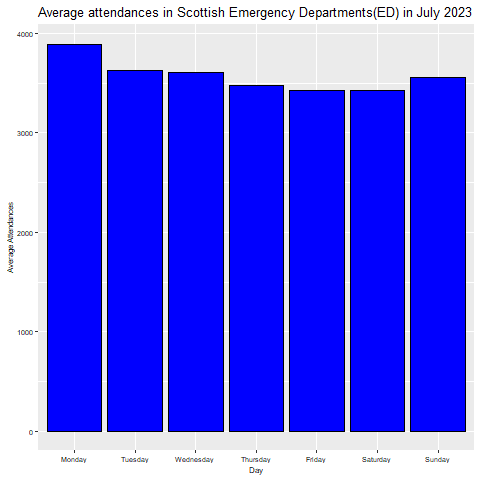 Average attendances in Scottish Emergency Departments(ED) in July 2023
4000
3000
2000
1000
0
Average Attendances
Monday Tuesday Wednesday Thursday Friday Saturday Sunday
Day